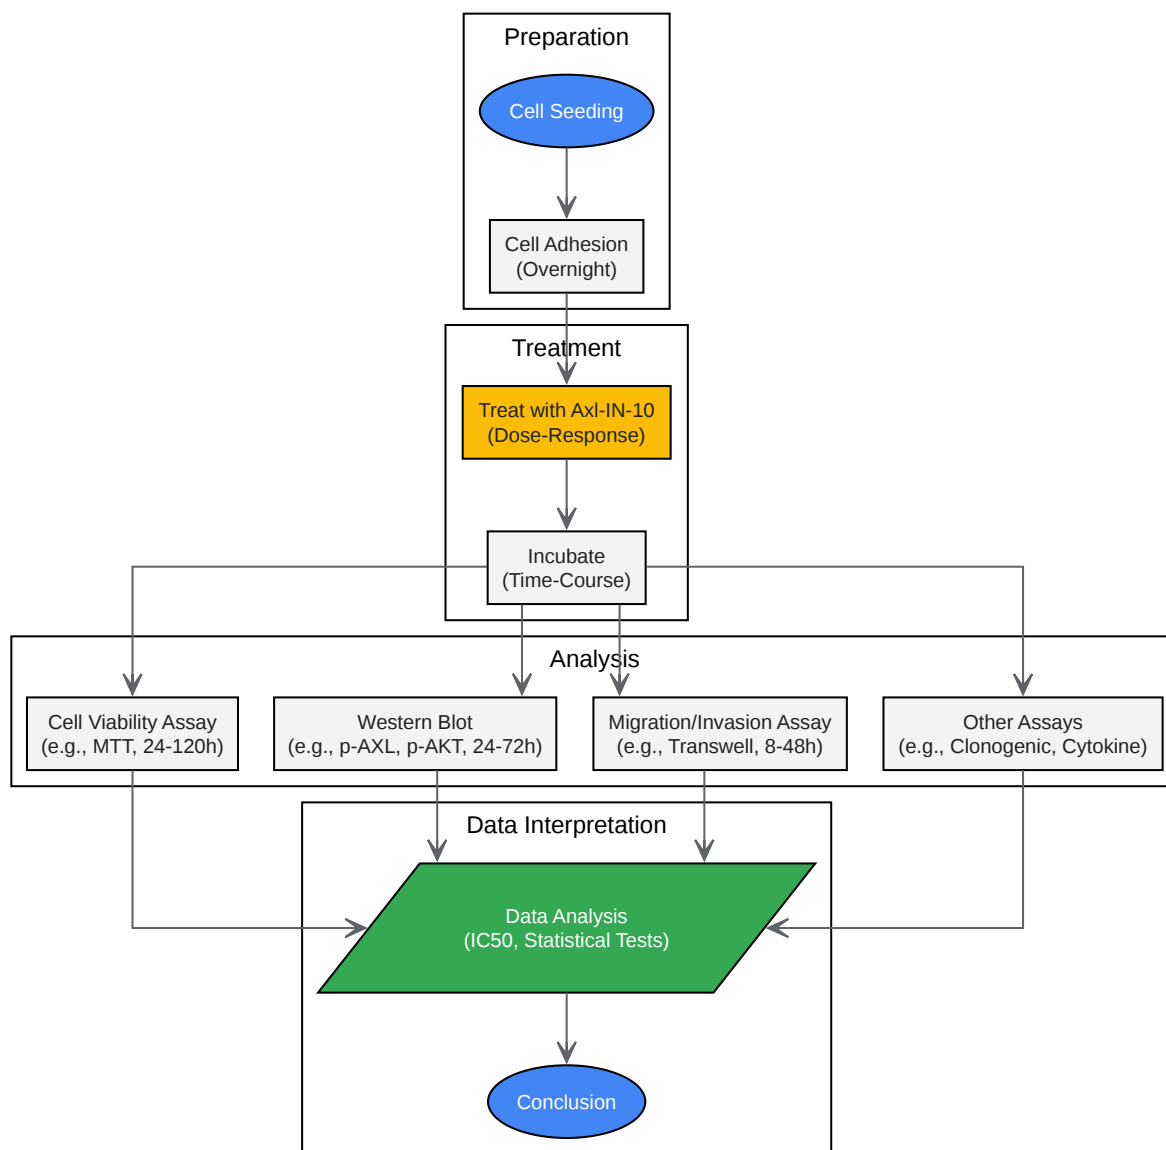 Preparation
Cell Seeding
Cell Adhesion
(Overnight)
Treatment
Treat with Axl-IN-10
(Dose-Response)
Incubate
(Time-Course)
Analysis
Cell Viability Assay
(e.g., MTT, 24-120h)
Western Blot
(e.g., p-AXL, p-AKT, 24-72h)
Migration/Invasion Assay
(e.g., Transwell, 8-48h)
Other Assays
(e.g., Clonogenic, Cytokine)
Data Interpretation
Data Analysis
(IC50, Statistical Tests)
Conclusion